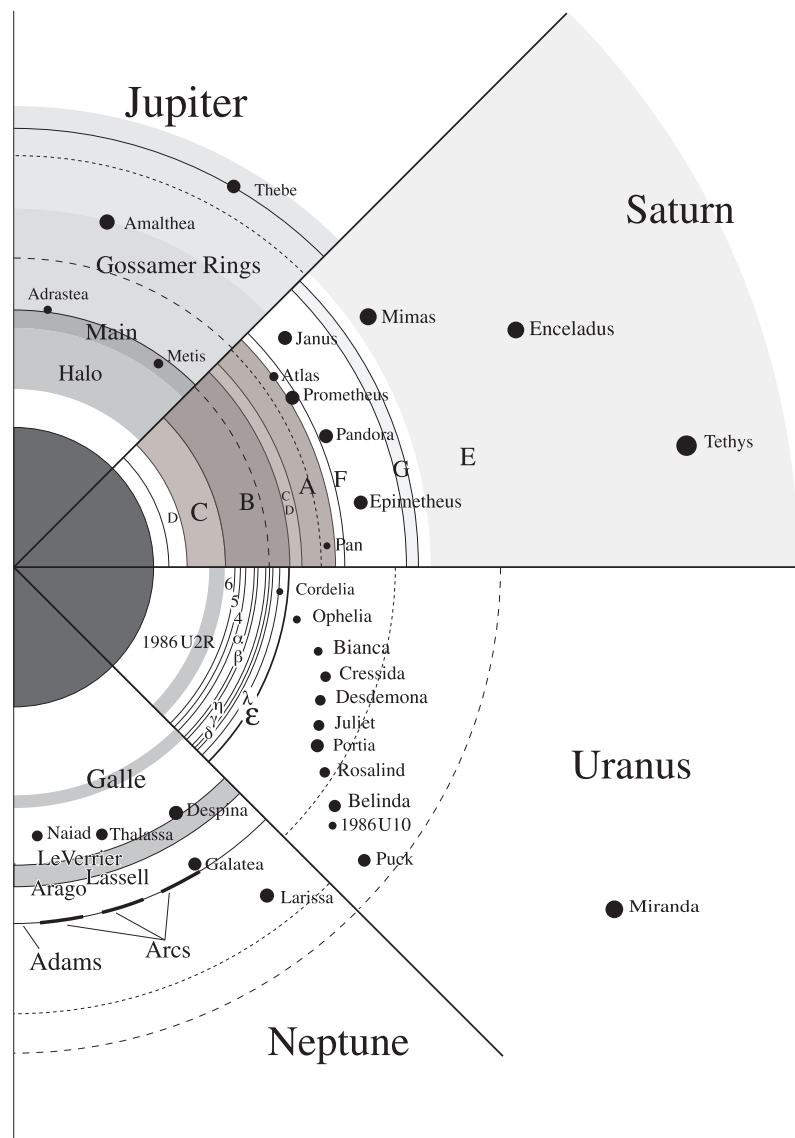 Jupiter
Thebe
Amalthea
Gossamer Rings
Adrastea
Main
Metis
Halo
Saturn
Mimas
Enceladus
Janus
Atlas
Prometheus
Pandora
Tethys
E
G
F
A
Epimetheus
B
C
D
C
D
Pan
6
5
4
α
β
η
γ
δ
λ
ε
1986 U2R
Cordelia
Ophelia
Bianca
Cressida
Desdemona
Juliet
Portia
Rosalind
Belinda
1986U10
Puck
Uranus
Miranda
Galle
Despina
Naiad
Thalassa
LeVerrier
Galatea
Lassell
Arago
Larissa
Arcs
Adams
Neptune